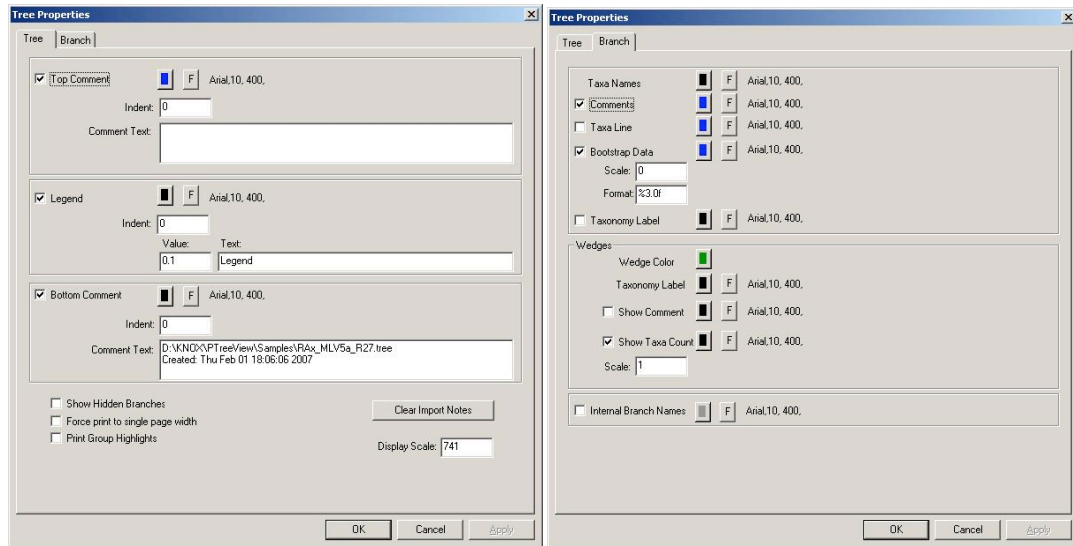 Tree Properties
Tree
Branch
Top Comment
F
Arial,10, 400,
Indent:
0
Comment Text:
Legend
F
Arial,10, 400,
Indent:
0
Value:
Text:
0.1
Legend
Bottom Comment
F
Arial,10, 400,
Indent:
0
Comment Text:
D:\KNOX\PTreeView\Samples\RAx_MLV5a_R27.tree
Created: Thu Feb 01 18:06:06 2007
Show Hidden Branches
Force print to single page width
Print Group Highlights
Clear Import Notes
Display Scale:
741
OK
Cancel
Apply
Tree Properties
Tree
Branch
Taxa Names
F
Arial,10, 400,
Comments
F
Arial,10, 400,
Taxa Line
F
Arial,10, 400,
Bootstrap Data
F
Arial,10, 400,
Scale:
0
Format:
%3.0f
Taxonomy Label
F
Arial,10, 400,
Wedges
Wedge Color
Taxonomy Label
F
Arial,10, 400,
Show Comment
F
Arial,10, 400,
Show Taxa Count
F
Arial,10, 400,
Scale:
1
Internal Branch Names
F
Arial,10, 400,
OK
Cancel
Apply